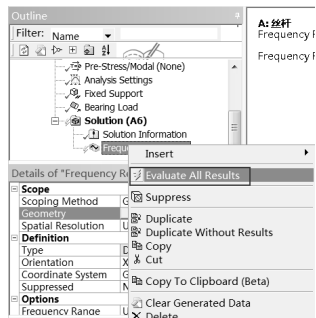 Outline
Filter: Name
Pre-Stress/Modal (None)
Analysis Settings
Fixed Support
Bearing Load
Solution (A6)
Solution Information
A: 丝杆
Frequency
Frequency
Insert
Evaluate All Results
Suppress
Duplicate
Duplicate Without Results
Copy
Cut
Copy To Clipboard (Beta)
Clear Generated Data
Delete
Details of "Frequency
Scope
Scoping Method
Geometry
Spatial Resolution
Definition
Type
Orientation
Coordinate System
Suppressed
Options
Frequency Range